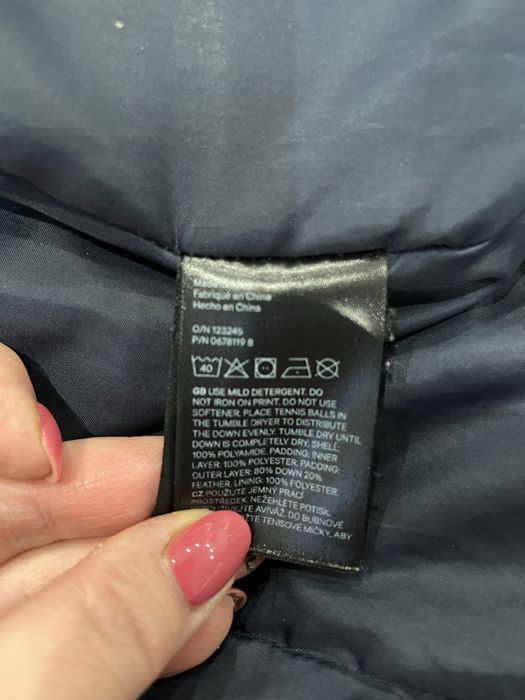 Fabriqué en Chine
Hecho en China
O/N 123245
P/N 0678119 8
40
GB USE MILD DETERGENT. DO
NOT IRON ON PRINT. DO NOT USE
SOFTENER. PLACE TENNIS BALLS IN
THE TUMBLE DRYER TO DISTRIBUTE
THE DOWN EVENLY. TUMBLE DRY UNTIL
DOWN IS COMPLETELY DRY. SHELL:
100% POLYAMIDE. PADDING: INNER
LAYER: 100% POLYESTER. PADDING:
OUTER LAYER: 80% DOWN 20%
FEATHER. LINING: 100% POLYESTER.
CZ POUŽIJTE JEMNÝ PRACÍ
PROSTŘEDEK. NEŽEHLETE POTISK.
AVIVÁŽ. DO BUBNOVÉ
TENISOVÉ MÍČKY, ABY